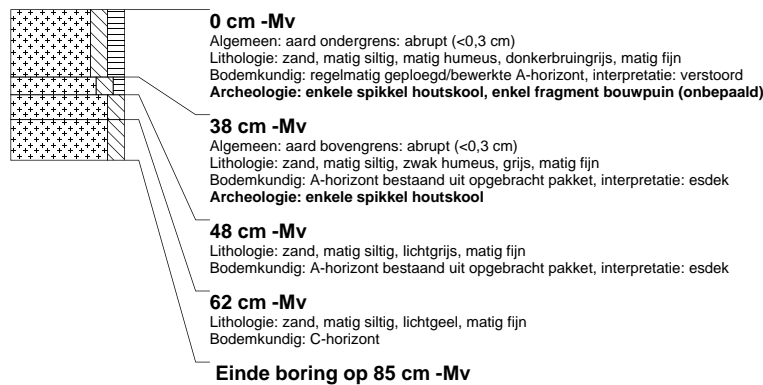 0 cm -Mv
Algemeen: aard ondergrens: abrupt (<0,3 cm)
Lithologie: zand, matig siltig, matig humeus, donkerbruingrijs, matig fijn
Bodemkundig: regelmatig geploegd/bewerkte A-horizont, interpretatie: verstoord
Archeologie: enkele spikkel houtskool, enkel fragment bouwpuin (onbepaald)
38 cm -Mv
Algemeen: aard bovengrens: abrupt (<0,3 cm)
Lithologie: zand, matig siltig, zwak humeus, grijs, matig fijn
Bodemkundig: A-horizont bestaand uit opgebracht pakket, interpretatie: esdek
Archeologie: enkele spikkel houtskool
48 cm -Mv
Lithologie: zand, matig siltig, lichtgrijs, matig fijn
Bodemkundig: A-horizont bestaand uit opgebracht pakket, interpretatie: esdek
62 cm -Mv
Lithologie: zand, matig siltig, lichtgeel, matig fijn
Bodemkundig: C-horizont
Einde boring op 85 cm -Mv